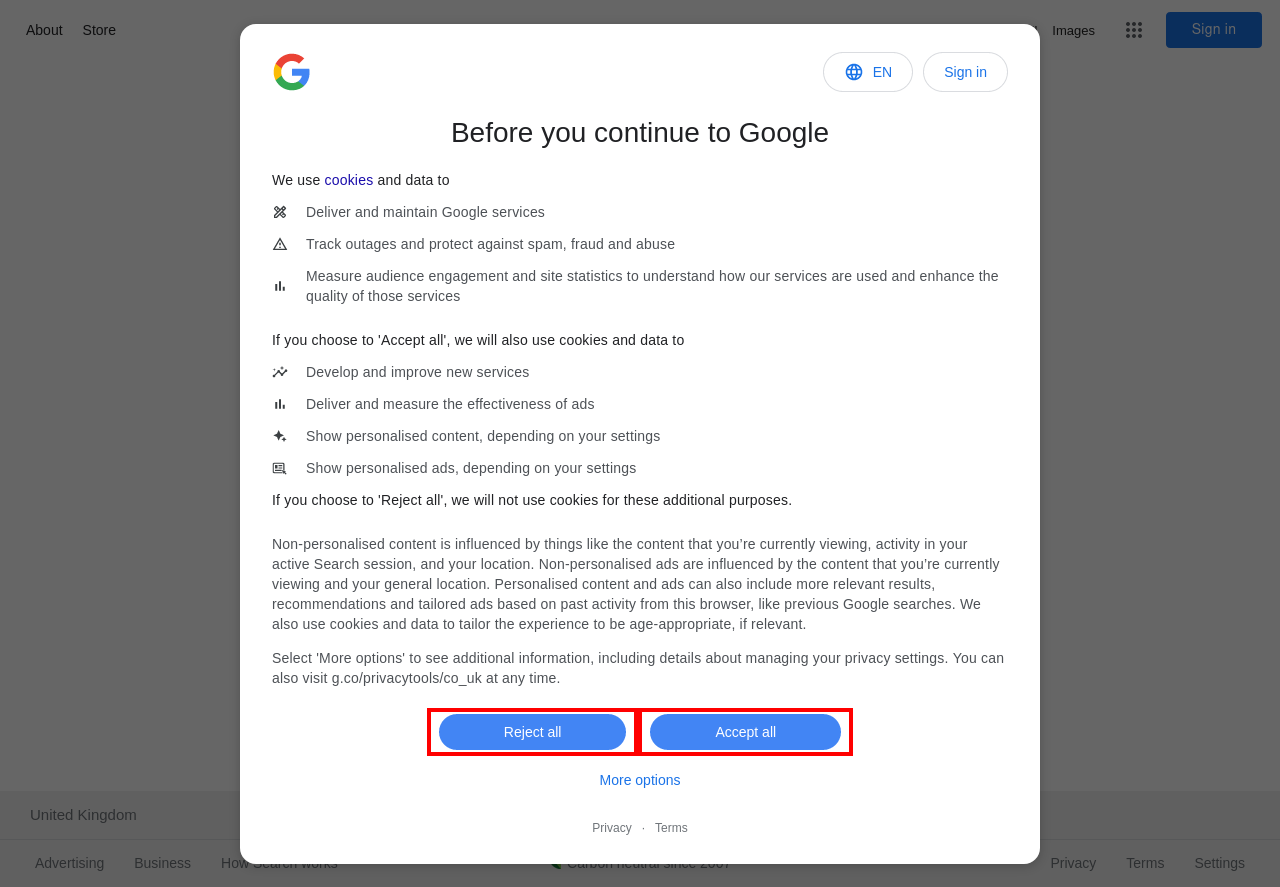 About Store
Images
Sign in
EN
Sign in
Before you continue to Google
We use cookies and data to
Deliver and maintain Google services
Track outages and protect against spam, fraud and abuse
Measure audience engagement and site statistics to understand how our services are used and enhance the
quality of those services
If you choose to 'Accept all', we will also use cookies and data to
Develop and improve new services
Deliver and measure the effectiveness of ads
Show personalised content, depending on your settings
Show personalised ads, depending on your settings
If you choose to 'Reject all', we will not use cookies for these additional purposes.
Non-personalised content is influenced by things like the content that you’re currently viewing, activity in your
active Search session, and your location. Non-personalised ads are influenced by the content that you’re currently
viewing and your general location. Personalised content and ads can also include more relevant results,
recommendations and tailored ads based on past activity from this browser, like previous Google searches. We
also use cookies and data to tailor the experience to be age-appropriate, if relevant.
Select 'More options' to see additional information, including details about managing your privacy settings. You can
also visit g.co/privacytools/co_uk at any time.
Reject all
Accept all
More options
Privacy · Terms
United Kingdom
Advertising Business How Search works Carbon neutral since 2007 Privacy Terms Settings